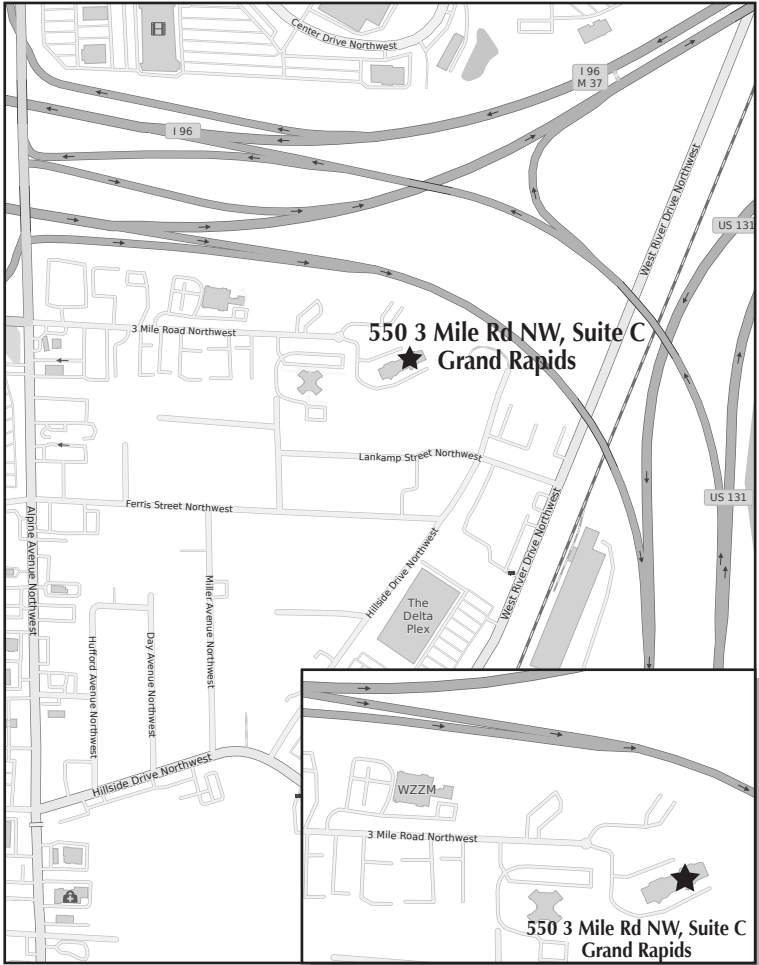 Center Drive Northwest
I 96
M 37
I 96
West River Drive Northwest
US 131
3 Mile Road Northwest
550 3 Mile Rd NW, Suite C
Grand Rapids
Lankamp Street Northwest
US 131
Ferris Street Northwest
Alpine Avenue Northwest
West River Drive Northwest
Hillside Drive Northwest
Miller Avenue Northwest
The
Delta
Plex
Hufford Avenue Northwest
Day Avenue Northwest
Hillside Drive Northwest
WZZM
3 Mile Road Northwest
550 3 Mile Rd NW, Suite C
Grand Rapids